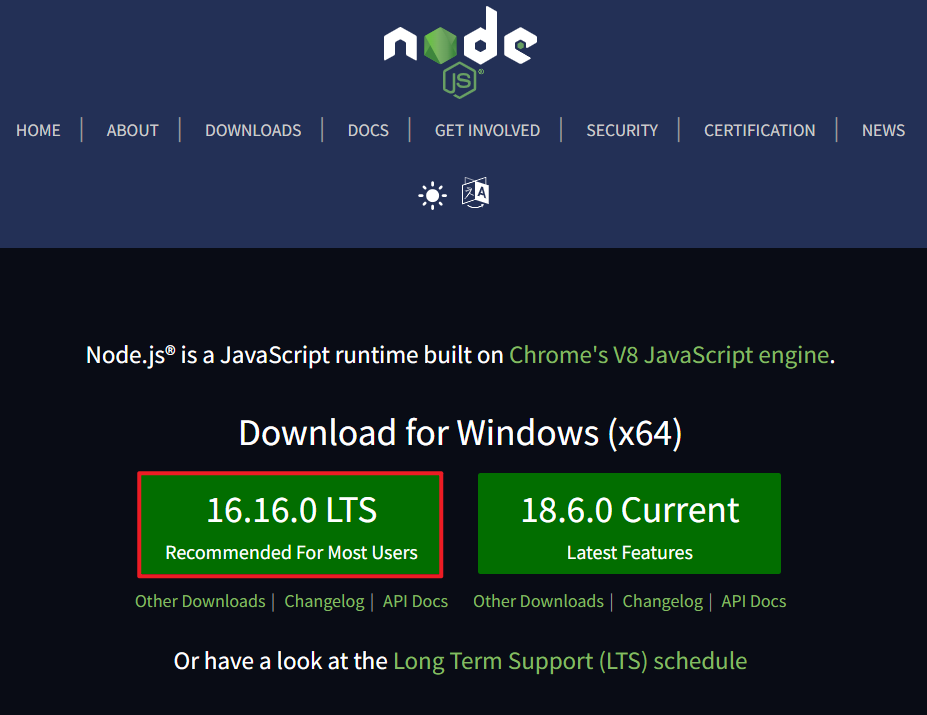 node
JS®
HOME | ABOUT | DOWNLOADS | DOCS | GET INVOLVED | SECURITY | CERTIFICATION | NEWS
A
Node.js® is a JavaScript runtime built on Chrome's V8 JavaScript engine.
Download for Windows (x64)
16.16.0 LTS
Recommended For Most Users
18.6.0 Current
Latest Features
Other Downloads | Changelog | API Docs
Other Downloads | Changelog | API Docs
Or have a look at the Long Term Support (LTS) schedule